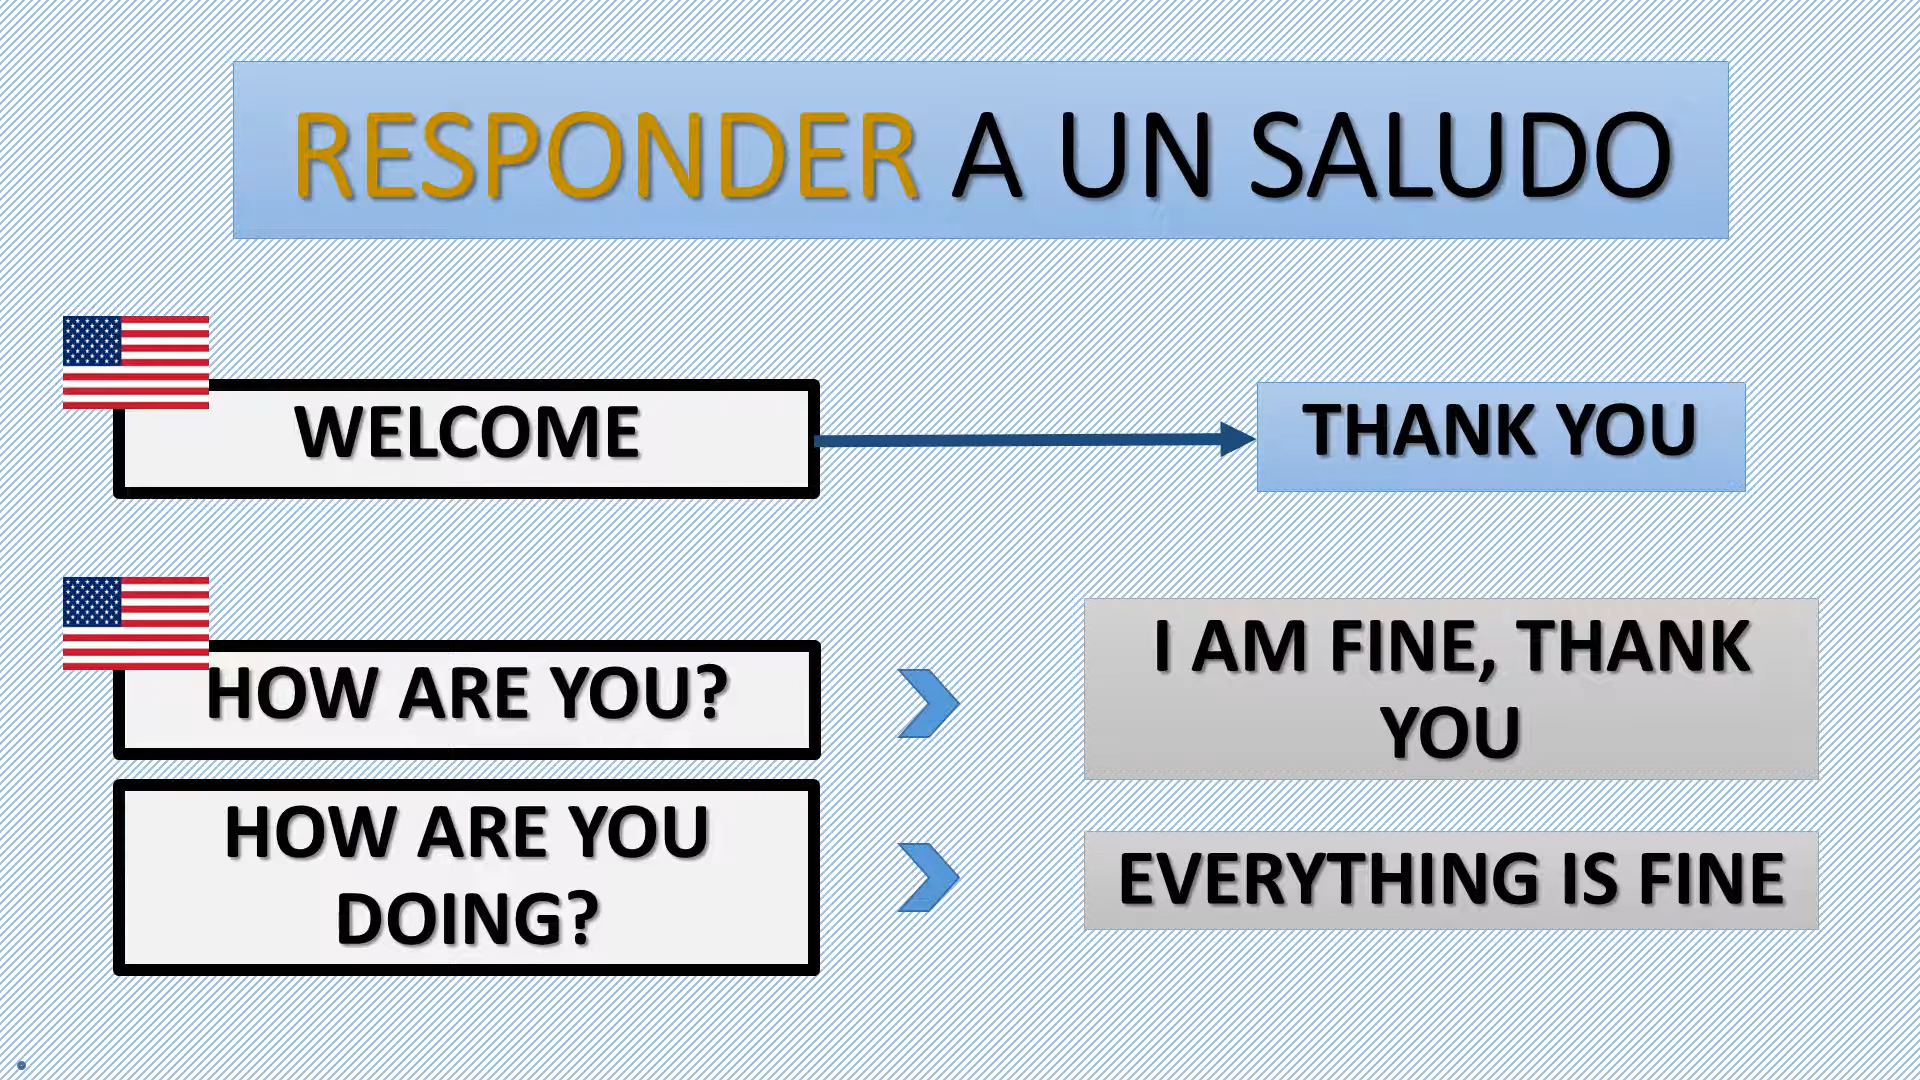 RESPONDER A UN SALUDO
WELCOME
THANK YOU
HOW ARE YOU?
I AM FINE, THANK
YOU
HOW ARE YOU
DOING?
EVERYTHING IS FINE